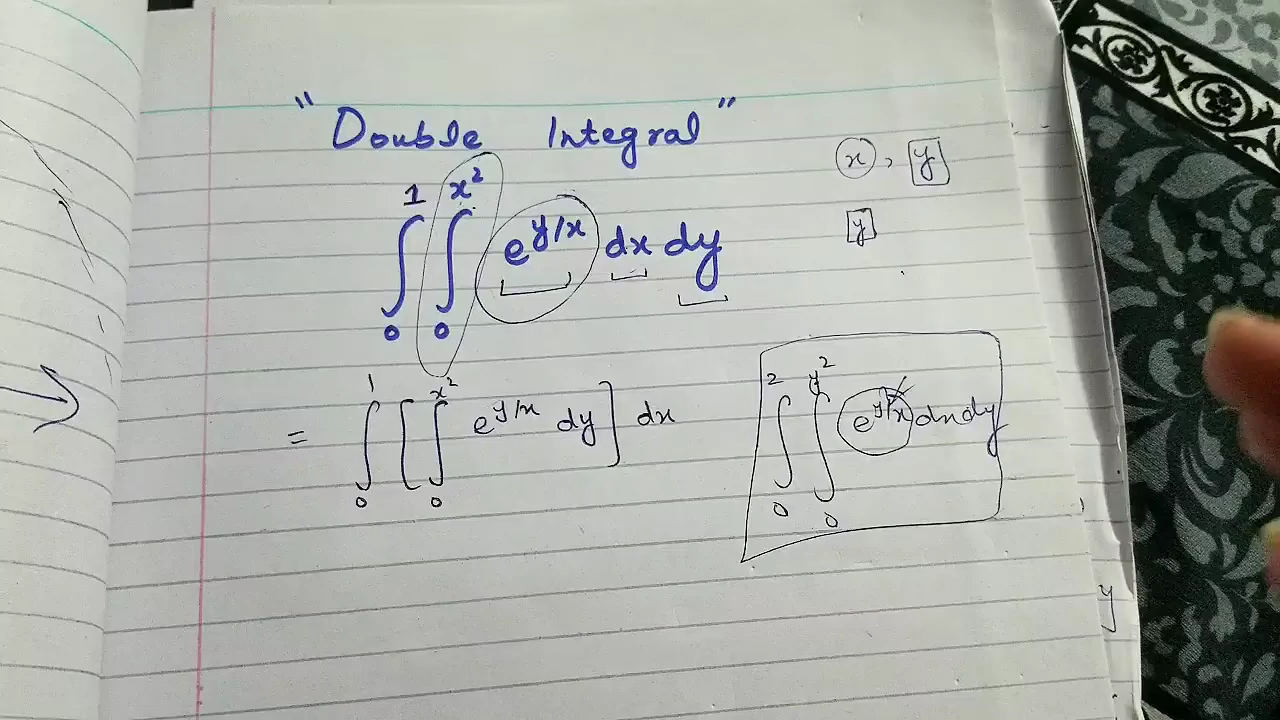 "Double Integral"
x, y
∫₀¹ ∫₀^{x²} e^{y/x} dx dy
y
= ∫₀¹ [∫₀^{x²} e^{y/x} dy] dx
∫₀² ∫₀^{y²} e^{y/x} dx dy
y